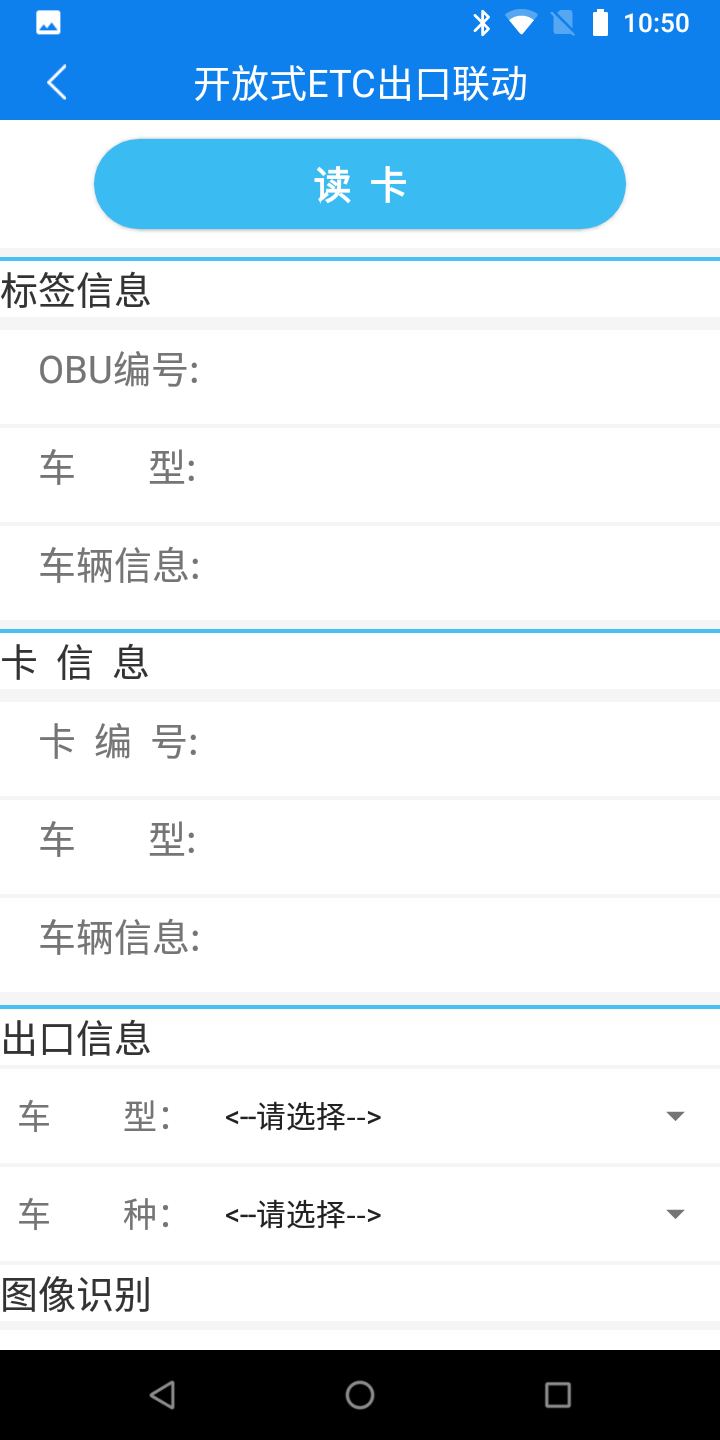 10:50
开放式ETC出口联动
读 卡
标签信息
OBU编号:
车 型:
车辆信息:
卡 信 息
卡 编 号:
车 型:
车辆信息:
出口信息
车 型： <--请选择-->
车 种： <--请选择-->
图像识别